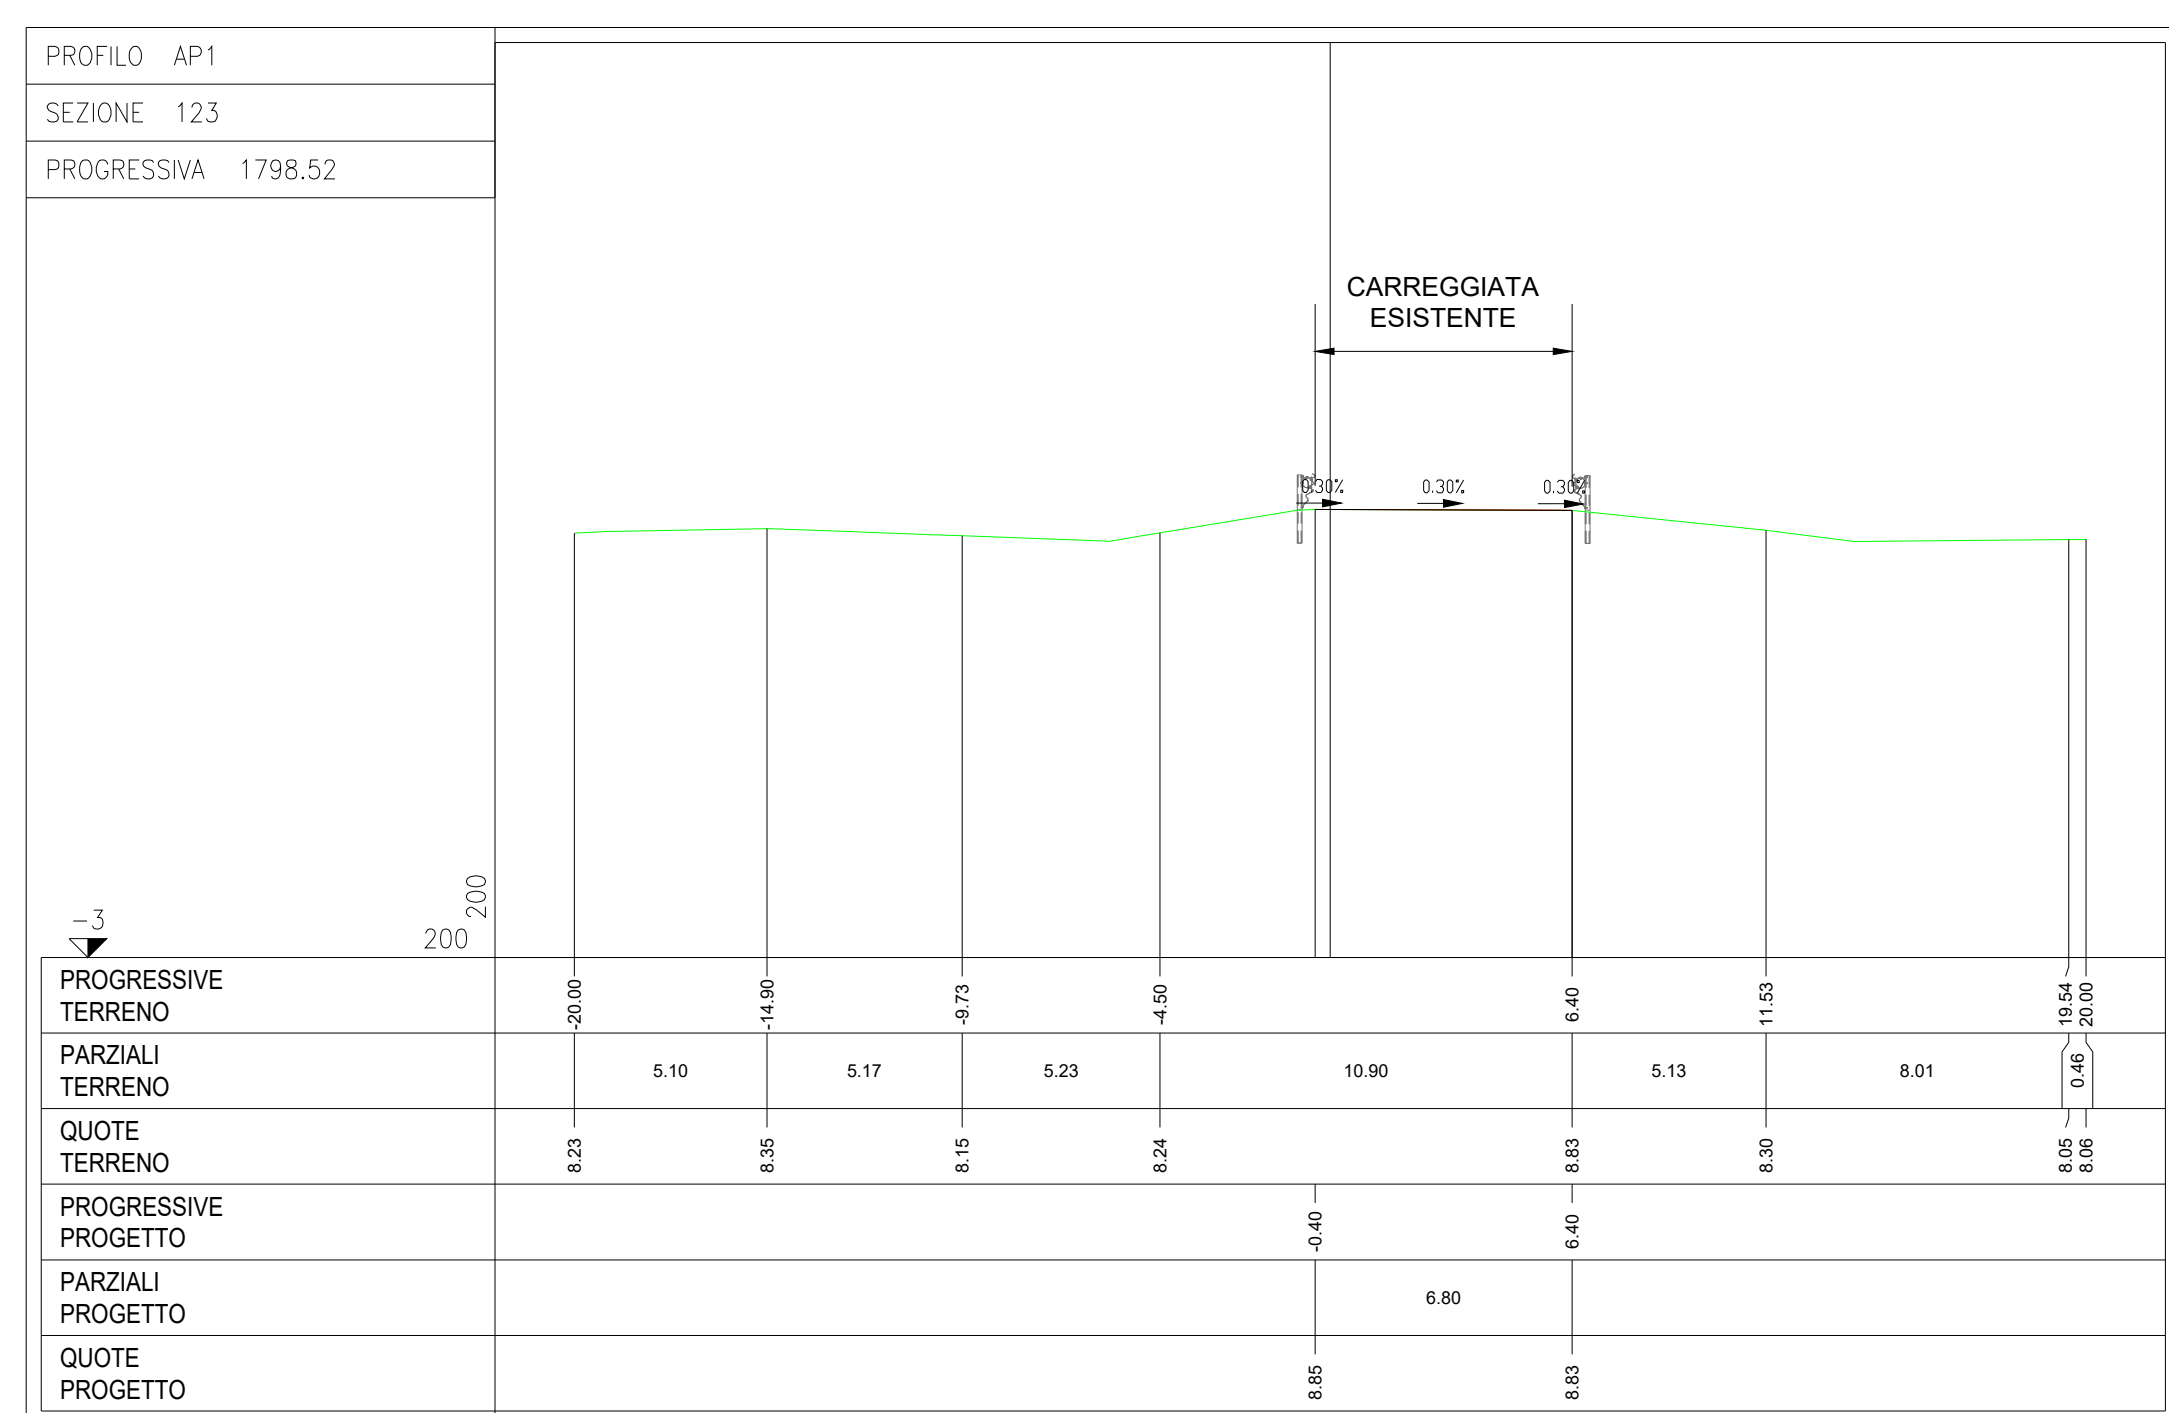 PROFILO AP1
SEZIONE 123
PROGRESSIVA 1798.52
CARREGGIATA
ESISTENTE
0.30% 0.30% 0.30%
200
-3
200
PROGRESSIVE
TERRENO
-20.00 -14.90 -9.73 -4.50 6.40 11.53 19.54 20.00
PARZIALI
TERRENO
5.10 5.17 5.23 10.90 5.13 8.01 0.46
QUOTE
TERRENO
8.23 8.35 8.15 8.24 8.83 8.30 8.05 8.06
PROGRESSIVE
PROGETTO
-0.40 6.40
PARZIALI
PROGETTO
6.80
QUOTE
PROGETTO
8.85 8.83